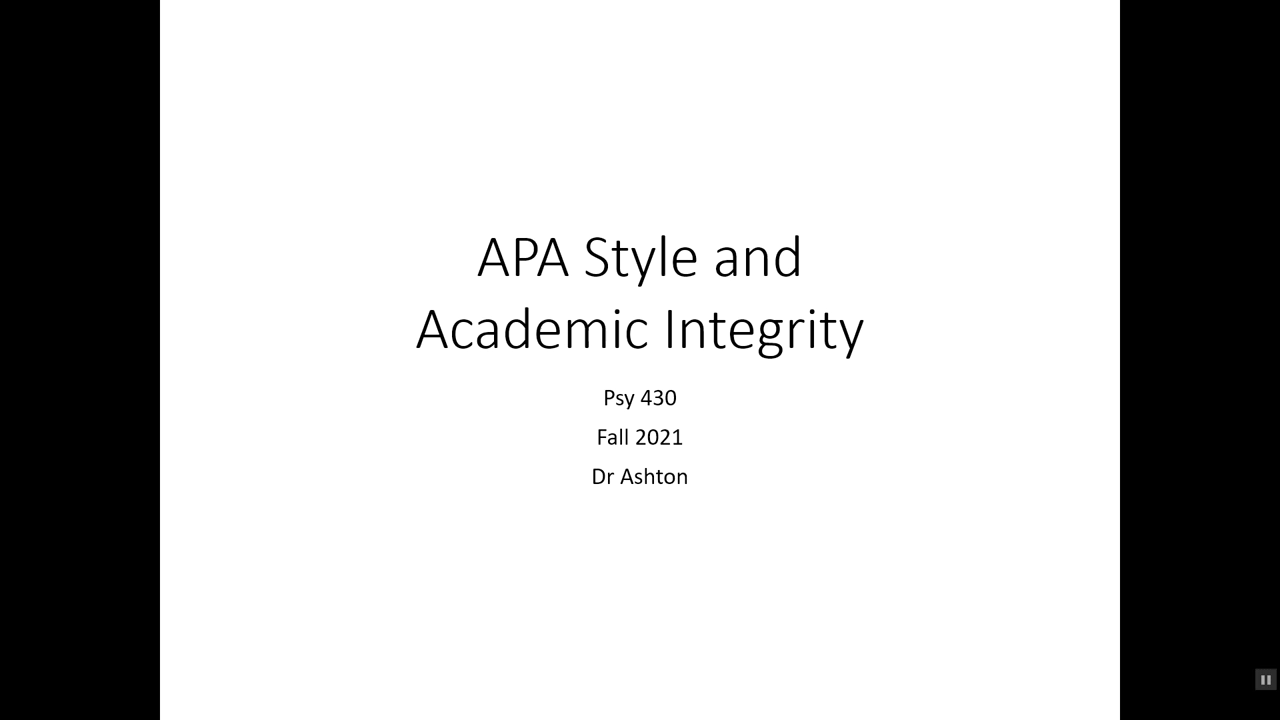 APA Style and
Academic Integrity
Psy 430
Fall 2021
Dr Ashton